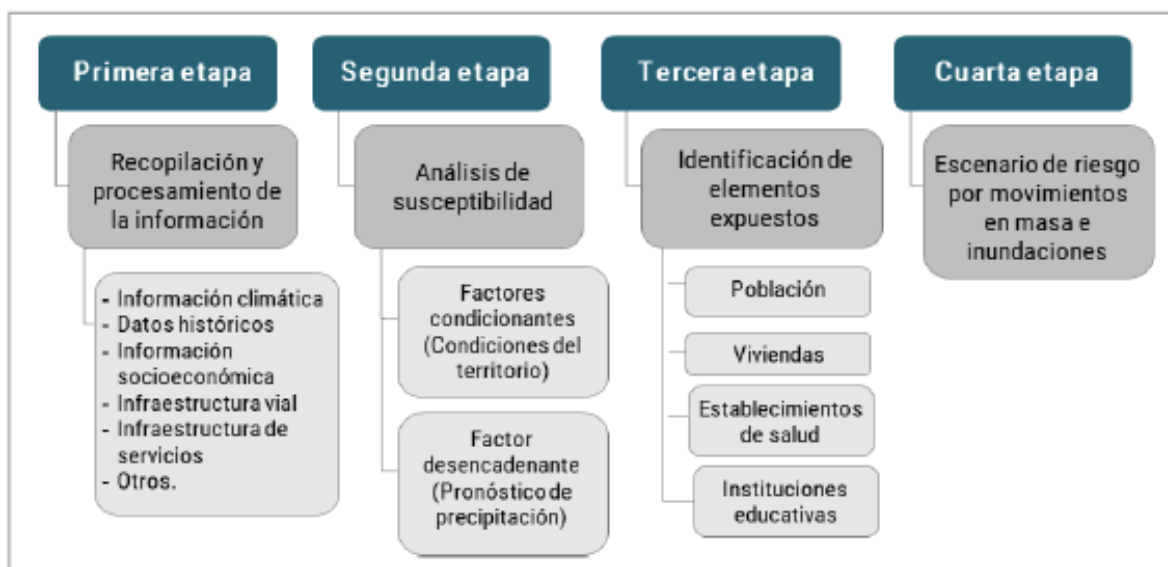 Primera etapa
Recopilación y
procesamiento de
la información
- Información climática
- Datos históricos
- Información
socioeconómica
- Infraestructura vial
- Infraestructura de
servicios
- Otros.
Segunda etapa
Análisis de
susceptibilidad
Factores
condicionantes
(Condiciones del
territorio)
Factor
desencadenante
(Pronóstico de
precipitación)
Tercera etapa
Identificación de
elementos
expuestos
Población
Viviendas
Establecimientos
de salud
Instituciones
educativas
Cuarta etapa
Escenario de riesgo
por movimientos
en masa e
inundaciones